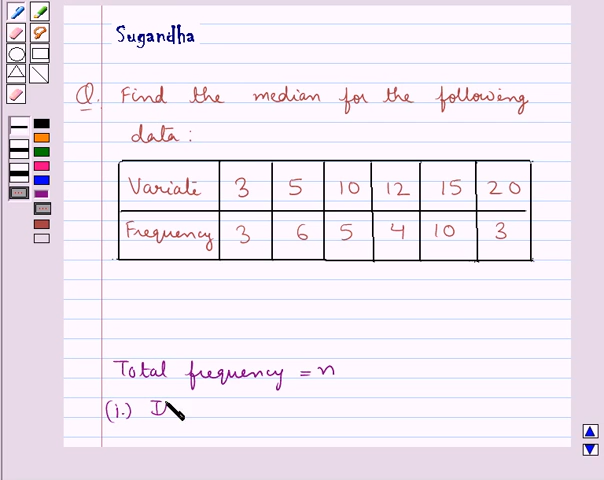 Sugandha
Q. Find the median for the following
data :
Variate 3 5 10 12 15 20
Frequency 3 6 5 4 10 3
Total frequency = n
(i.) I